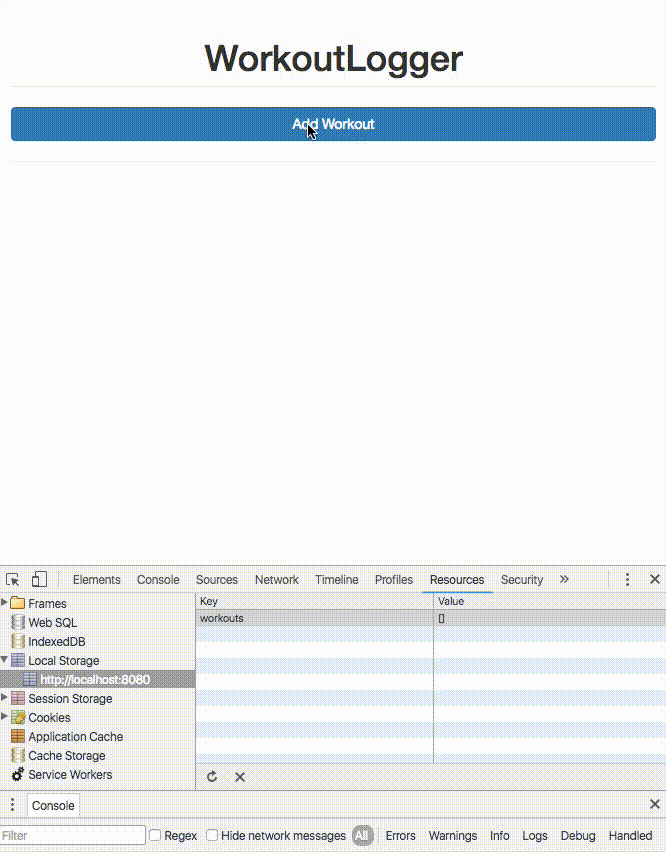 WorkoutLogger
Add Workout
Elements Console Sources Network Timeline Profiles Resources Security »
Frames
Web SQL
IndexedDB
Local Storage
http://localhost:8080
Session Storage
Cookies
Application Cache
Cache Storage
Service Workers
Key Value
workouts []
Console
Filter Regex Hide network messages All Errors Warnings Info Logs Debug Handled